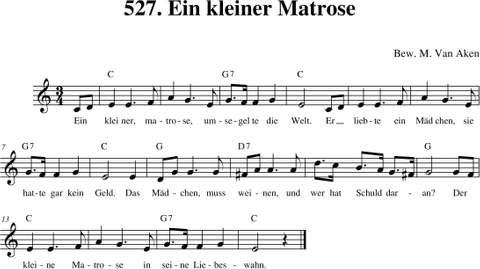 527. Ein kleiner Matrose
Bew. M. Van Aken
C G7 C
3
4
Ein klei ner, ma - tro - se, um - se - gel - te die Welt. Er__ lieb - te ein Mäd chen, sie
7 G7 C G D7 G
hat - te gar kein Geld. Das Mäd - chen, muss wei - nen, und wer hat Schuld dar - an? Der
13 C G7 C
klei - ne Ma - tro - se in sei - ne Lie - bes - wahn.